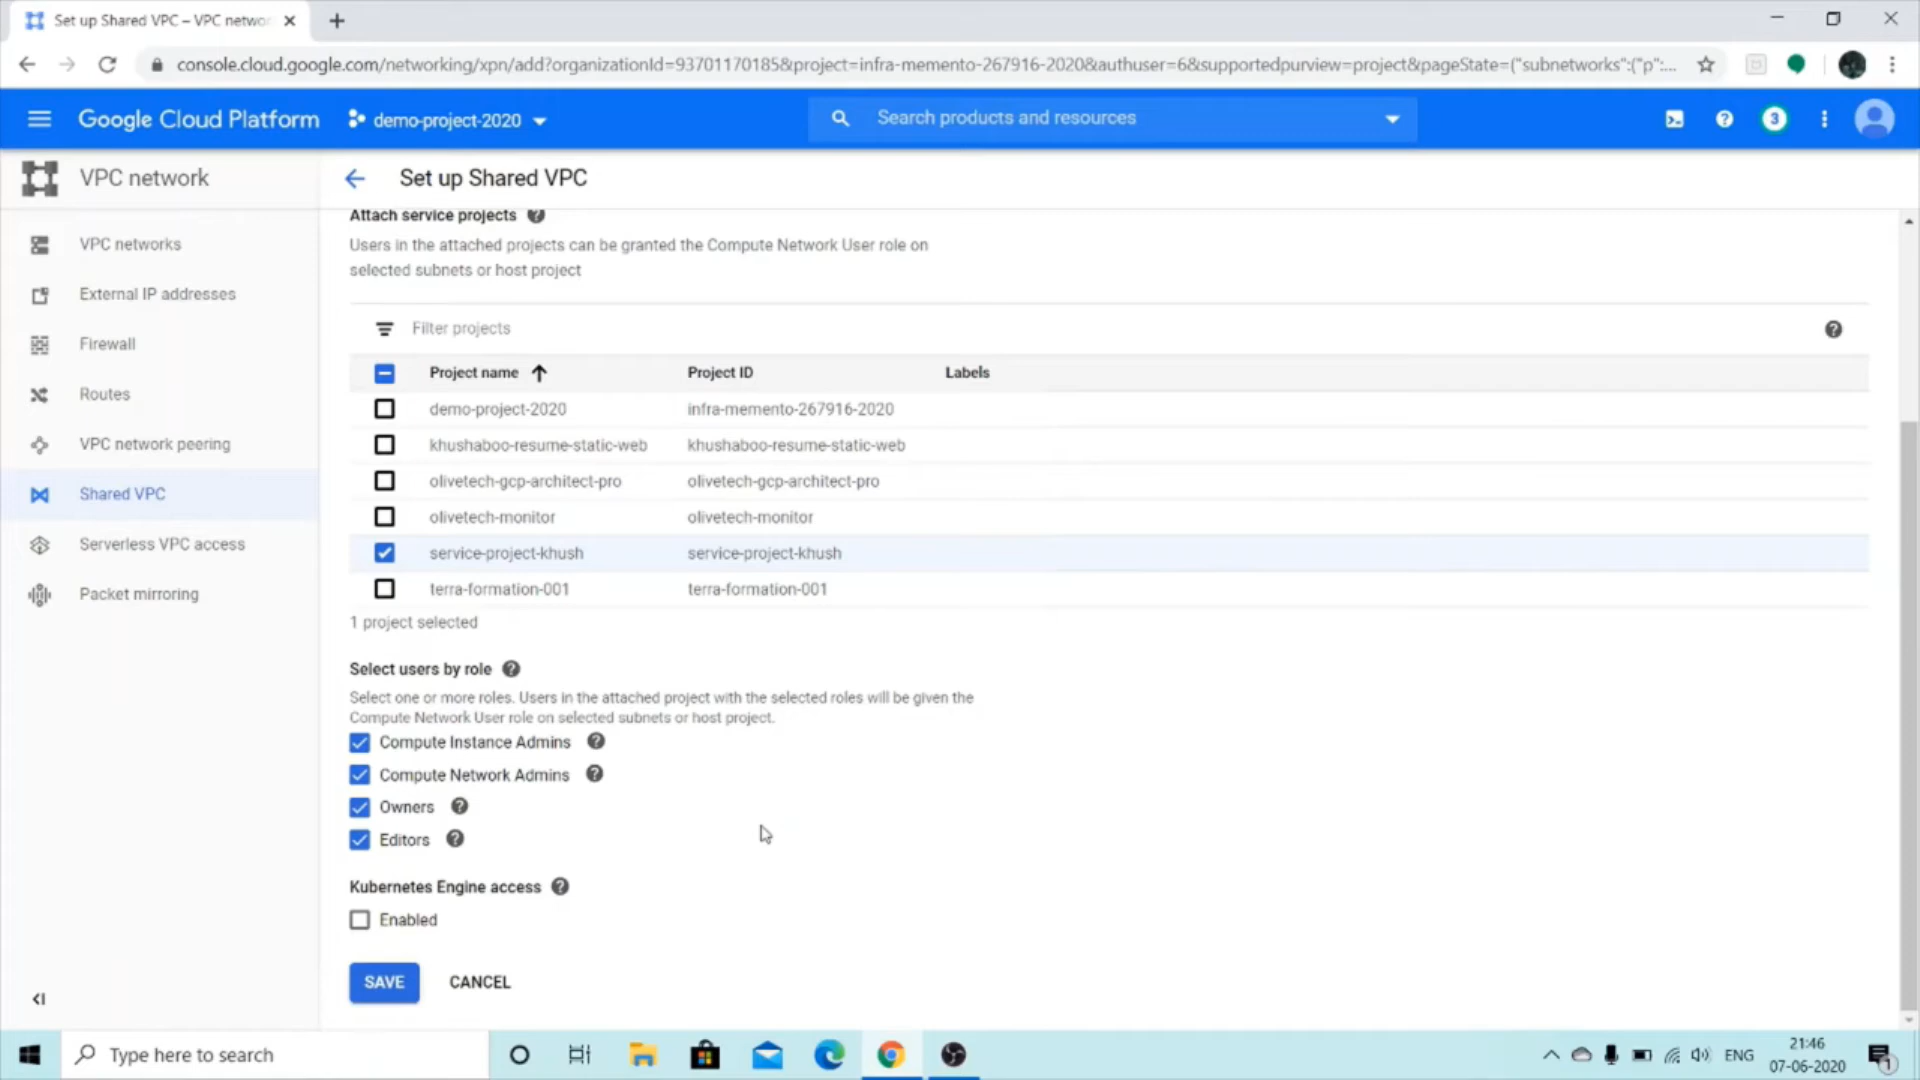 Set up Shared VPC – VPC netwo
console.cloud.google.com/networking/xpn/add?organizationId=93701170185&project=infra-memento-267916-2020&authuser=6&supportedpurview=project&pageState=("subnetworks":("p":...
Google Cloud Platform
demo-project-2020
Search products and resources
3
VPC network
Set up Shared VPC
VPC networks
External IP addresses
Firewall
Routes
VPC network peering
Shared VPC
Serverless VPC access
Packet mirroring
Attach service projects
Users in the attached projects can be granted the Compute Network User role on
selected subnets or host project
Filter projects
Project name Project ID Labels
demo-project-2020 infra-memento-267916-2020
khushaboo-resume-static-web khushaboo-resume-static-web
olivetech-gcp-architect-pro olivetech-gcp-architect-pro
olivetech-monitor olivetech-monitor
service-project-khush service-project-khush
terra-formation-001 terra-formation-001
1 project selected
Select users by role
Select one or more roles. Users in the attached project with the selected roles will be given the
Compute Network User role on selected subnets or host project.
Compute Instance Admins
Compute Network Admins
Owners
Editors
Kubernetes Engine access
Enabled
SAVE CANCEL
Type here to search
ENG
21:46
07-06-2020
1